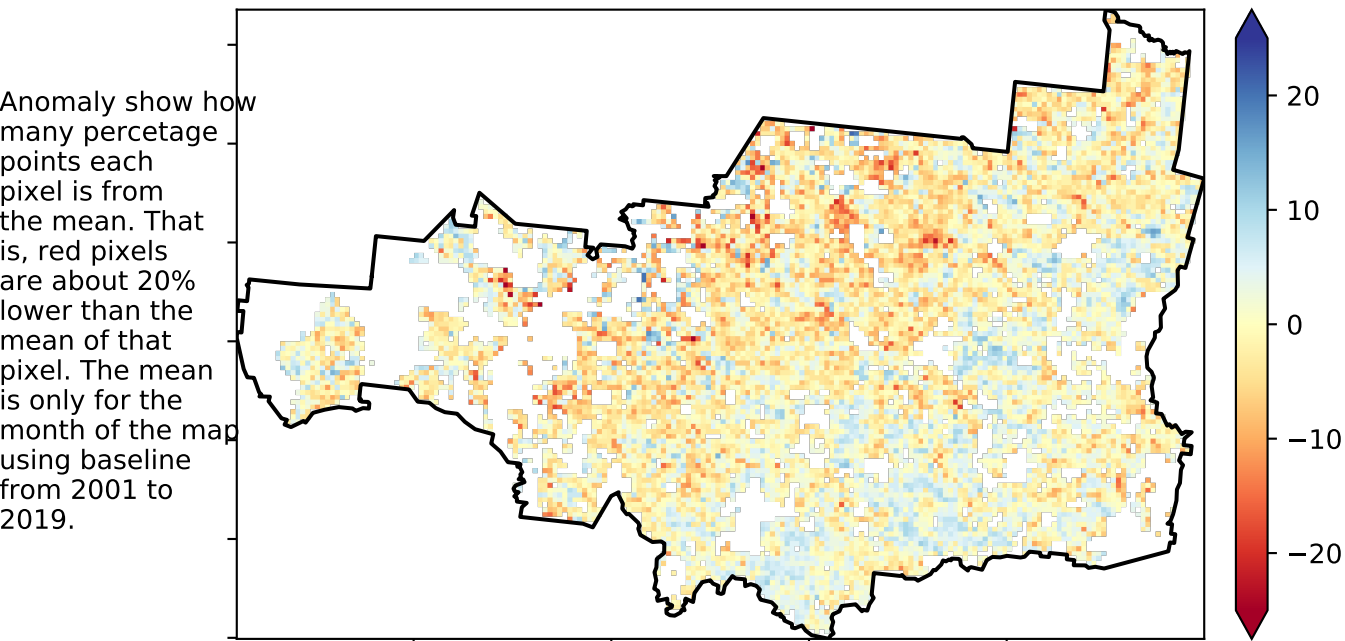 Anomaly show how
many percetage
points each
pixel is from
the mean. That
is, red pixels
are about 20%
lower than the
mean of that
pixel. The mean
is only for the
month of the map
using baseline
from 2001 to
2019.
20
10
0
−10
−20